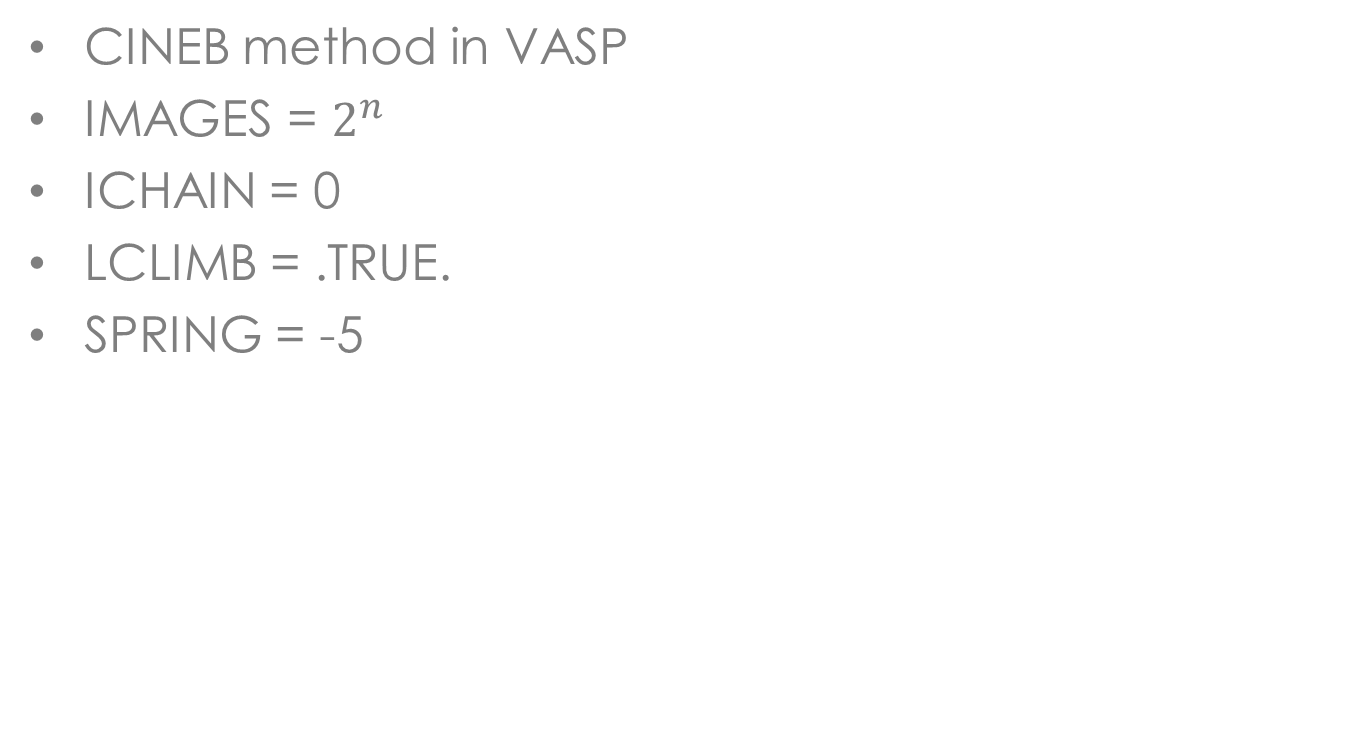 • CINEB method in VASP
• IMAGES = 2ⁿ
• ICHAIN = 0
• LCLIMB = .TRUE.
• SPRING = -5